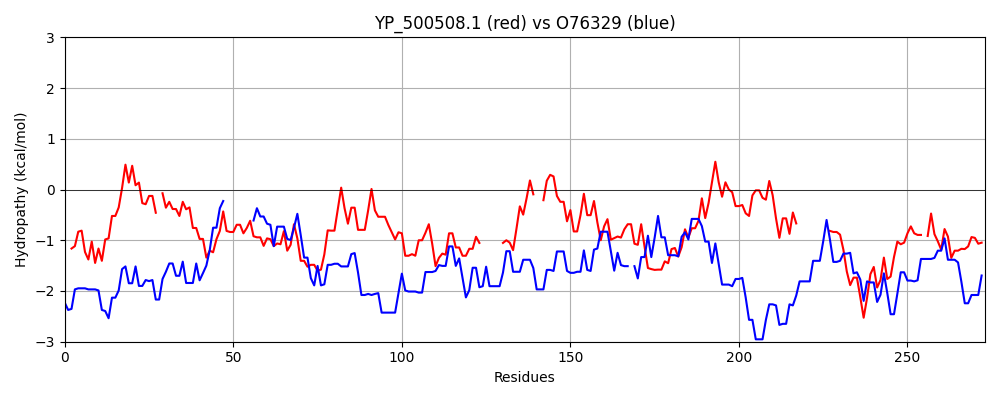 YP_500508.1 (red) vs O76329 (blue)
Hydropathy (kcal/mol)
3
2
1
0
−1
−2
−3
0 50 100 150 200 250
Residues